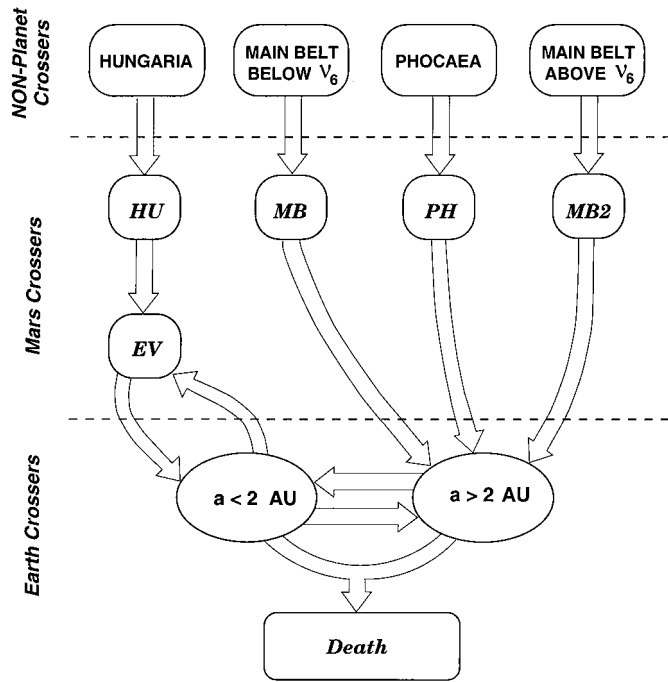 NON-Planet
Crossers
HUNGARIA
MAIN BELT
BELOW ν6
PHOCAEA
MAIN BELT
ABOVE ν6
Mars Crossers
HU
MB
PH
MB2
EV
Earth Crossers
a < 2 AU
a > 2 AU
Death